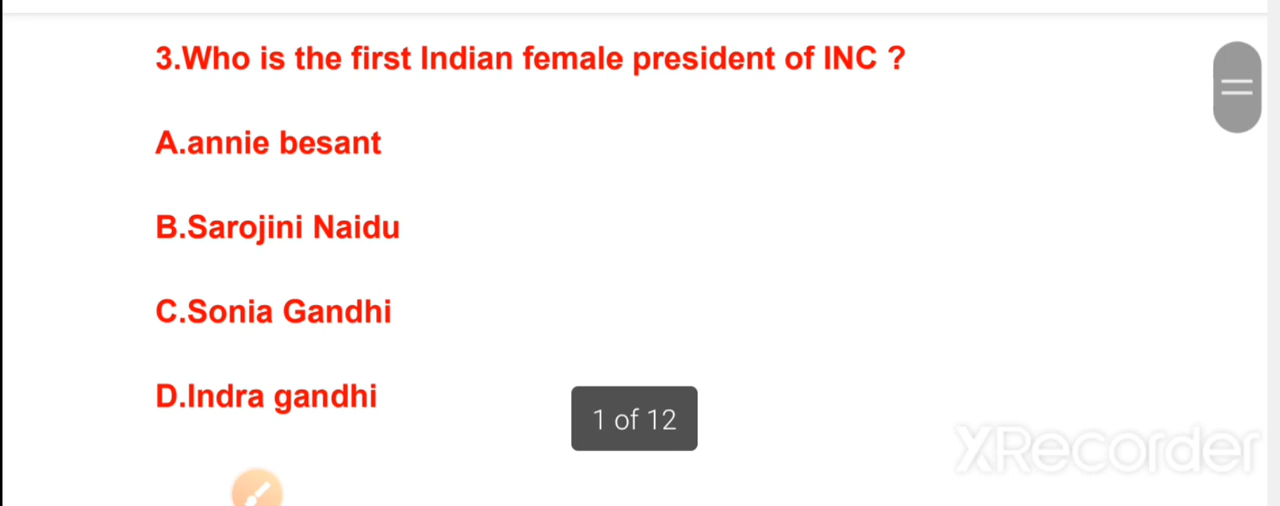 3.Who is the first Indian female president of INC ?
A.annie besant
B.Sarojini Naidu
C.Sonia Gandhi
D.Indra gandhi
1 of 12
XRecorder